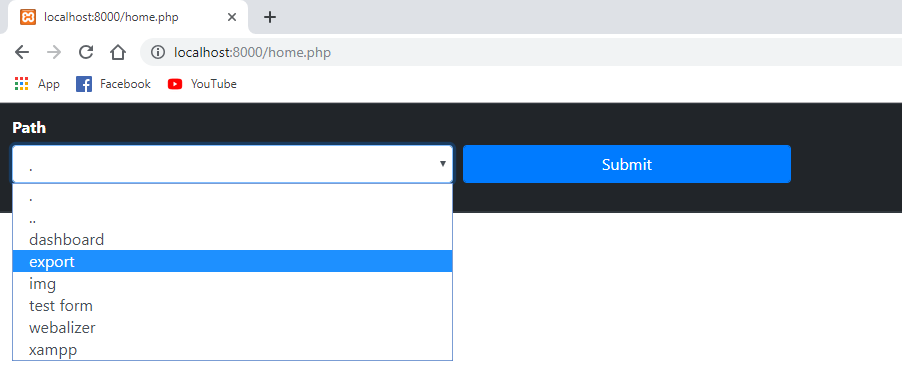 localhost:8000/home.php
localhost:8000/home.php
App Facebook YouTube
Path
. Submit
.
..
dashboard
export
img
test form
webalizer
xampp